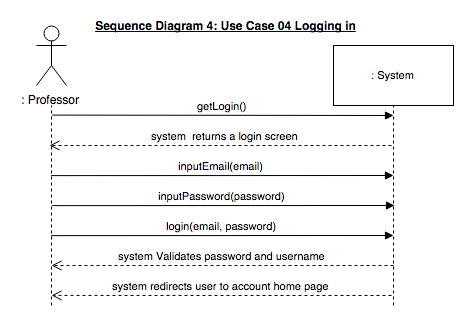 Sequence Diagram 4: Use Case 04 Logging in
: System
: Professor
getLogin()
system returns a login screen
inputEmail(email)
inputPassword(password)
login(email, password)
system Validates password and username
system redirects user to account home page